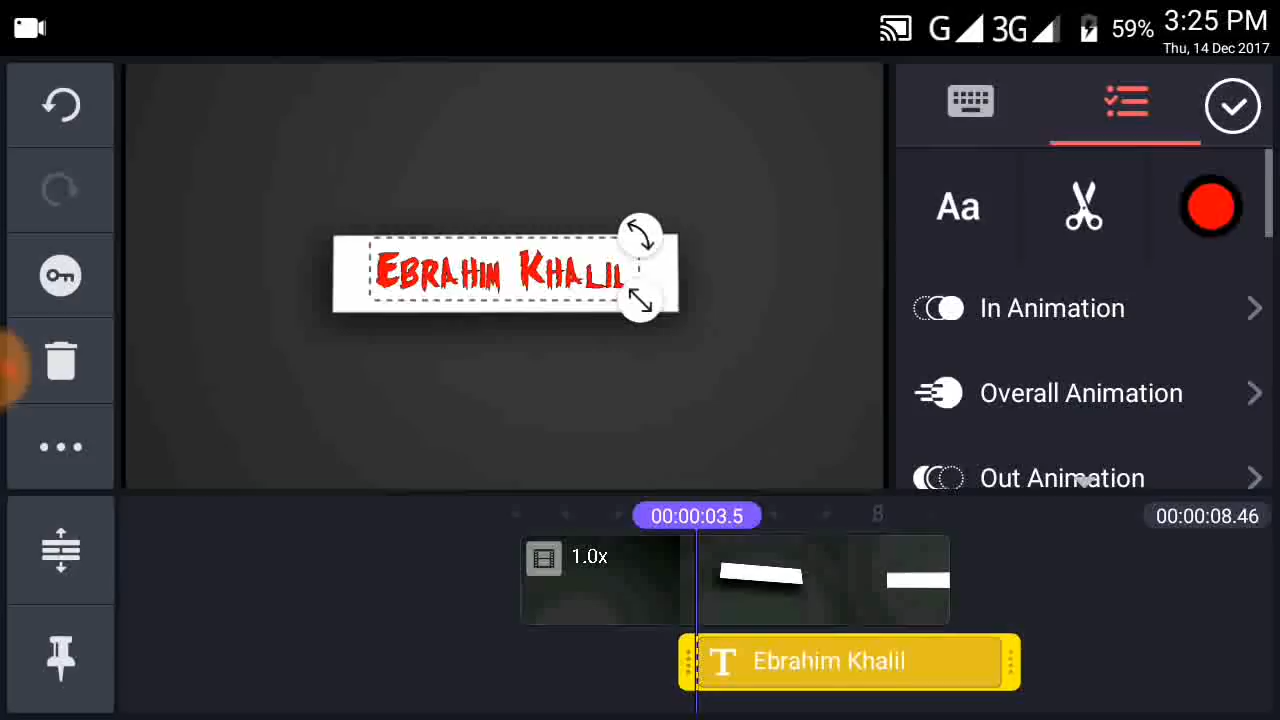 G 3G 59% 3:25 PM
Thu, 14 Dec 2017
Aa
Ebrahim Khalil
In Animation
Overall Animation
Out Animation
00:00:03.5
8
00:00:08.46
1.0x
T Ebrahim Khalil